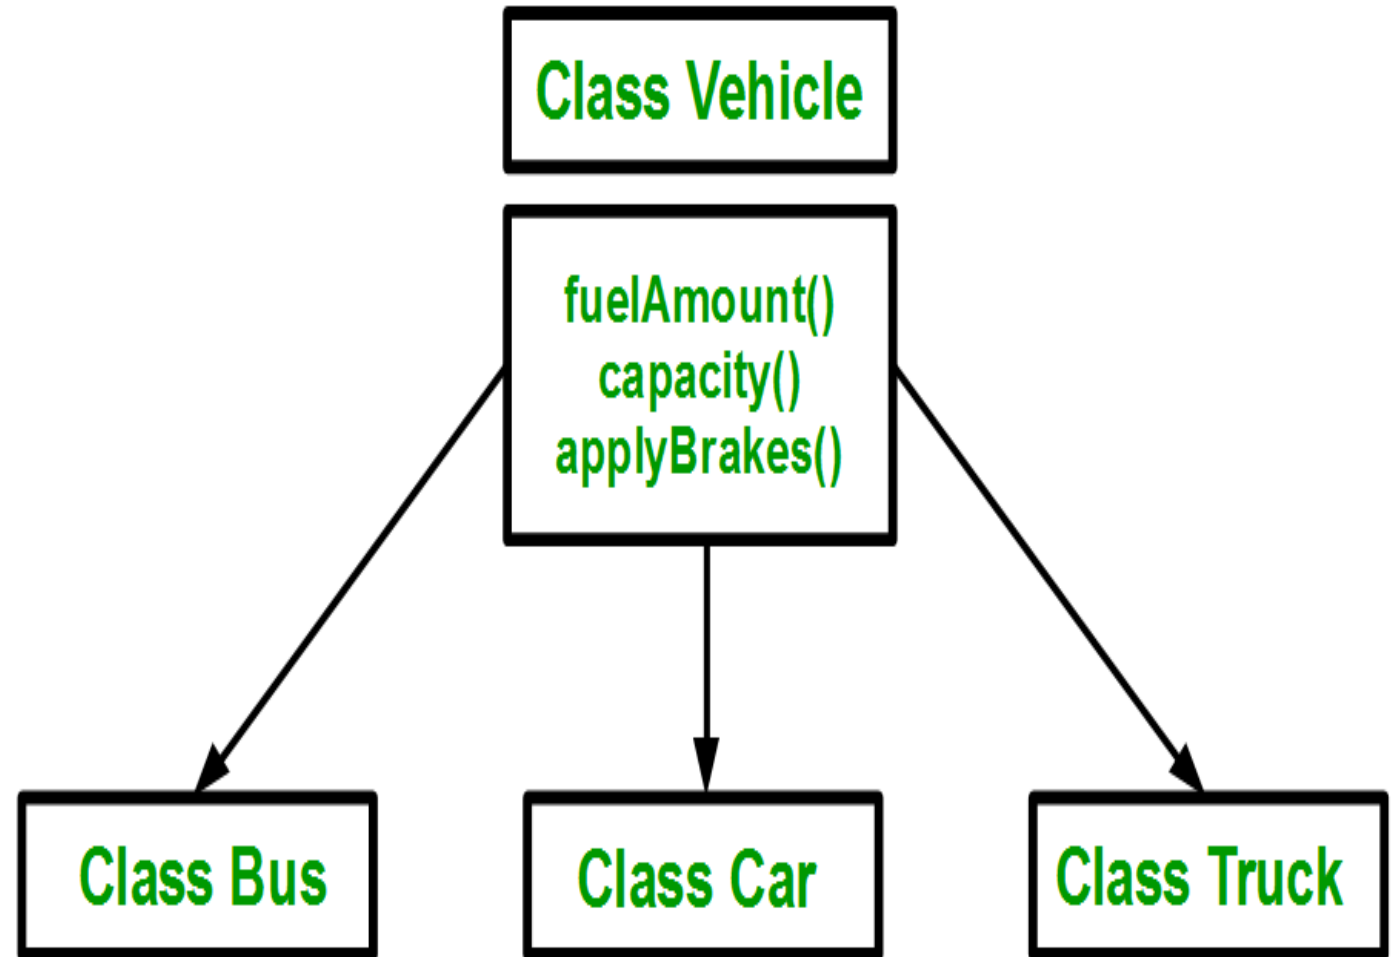 Class Vehicle
fuelAmount()
capacity()
applyBrakes()
Class Bus
Class Car
Class Truck